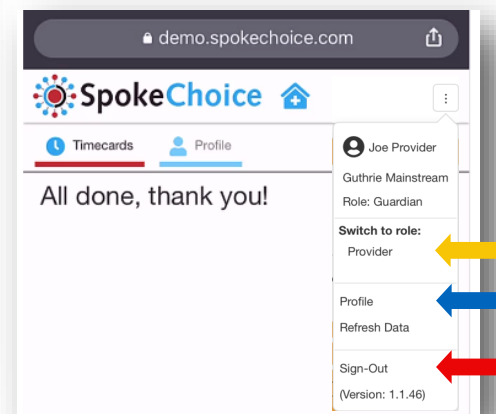 demo.spokechoice.com
SpokeChoice
Timecards
Profile
All done, thank you!
Joe Provider
Guthrie Mainstream
Role: Guardian
Switch to role:
Provider
Profile
Refresh Data
Sign-Out
(Version: 1.1.46)